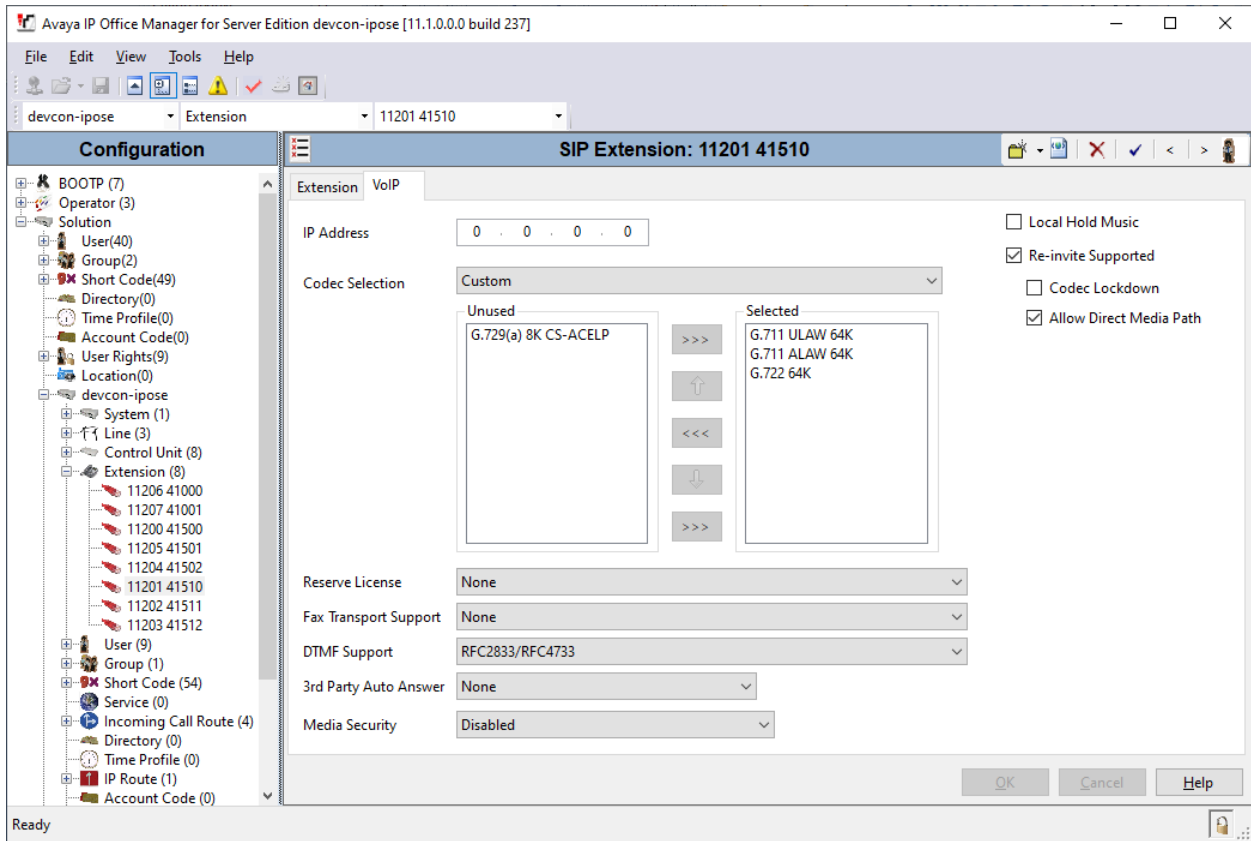 Avaya IP Office Manager for Server Edition devcon-ipose [11.1.0.0.0 build 237]
File Edit View Tools Help
devcon-ipose Extension 11201 41510
Configuration
BOOTP (7)
Operator (3)
Solution
User(40)
Group(2)
Short Code(49)
Directory(0)
Time Profile(0)
Account Code(0)
User Rights(9)
Location(0)
devcon-ipose
System (1)
Line (3)
Control Unit (8)
Extension (8)
11206 41000
11207 41001
11200 41500
11205 41501
11204 41502
11201 41510
11202 41511
11203 41512
User (9)
Group (1)
Short Code (54)
Service (0)
Incoming Call Route (4)
Directory (0)
Time Profile (0)
IP Route (1)
Account Code (0)
SIP Extension: 11201 41510
Extension VoIP
IP Address 0 . 0 . 0 . 0
Codec Selection Custom
Unused
G.729(a) 8K CS-ACELP
>>>
<<<
>>>
Selected
G.711 ULAW 64K
G.711 ALAW 64K
G.722 64K
Reserve License None
Fax Transport Support None
DTMF Support RFC2833/RFC4733
3rd Party Auto Answer None
Media Security Disabled
Local Hold Music
Re-invite Supported
Codec Lockdown
Allow Direct Media Path
OK Cancel Help
Ready